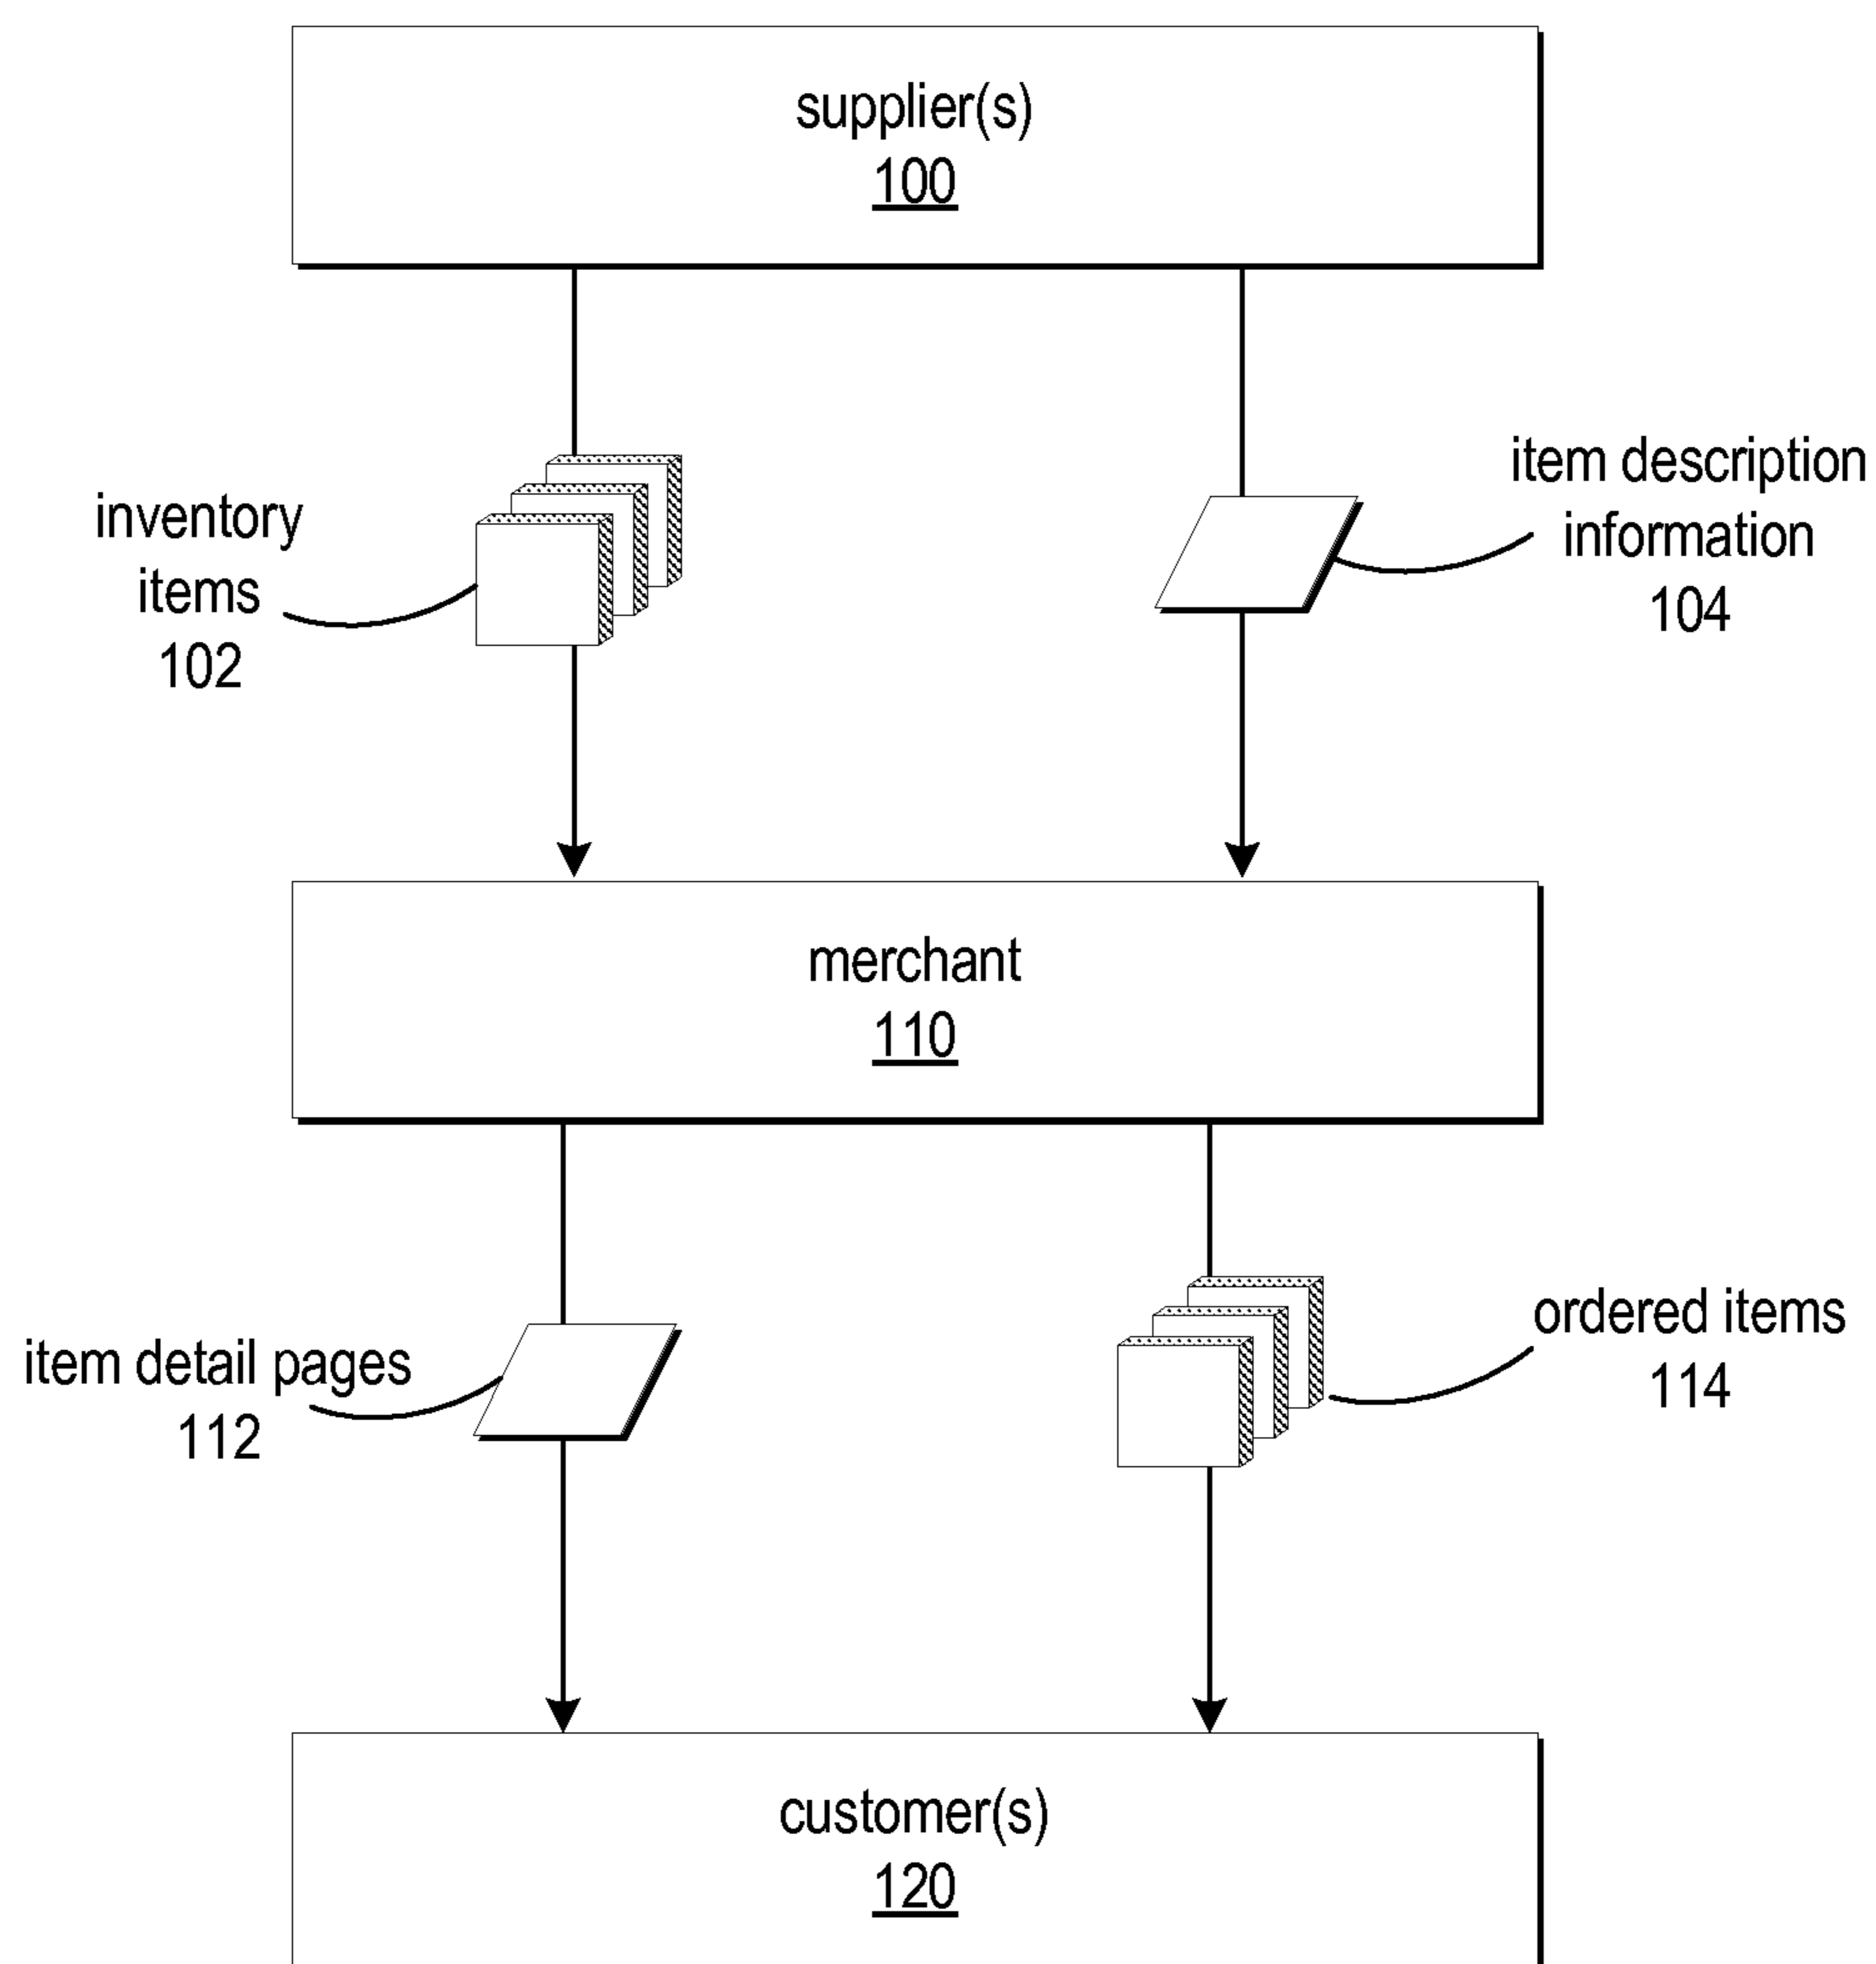 supplier(s)
100
inventory
items
102
item description
information
104
merchant
110
item detail pages
112
ordered items
114
customer(s)
120